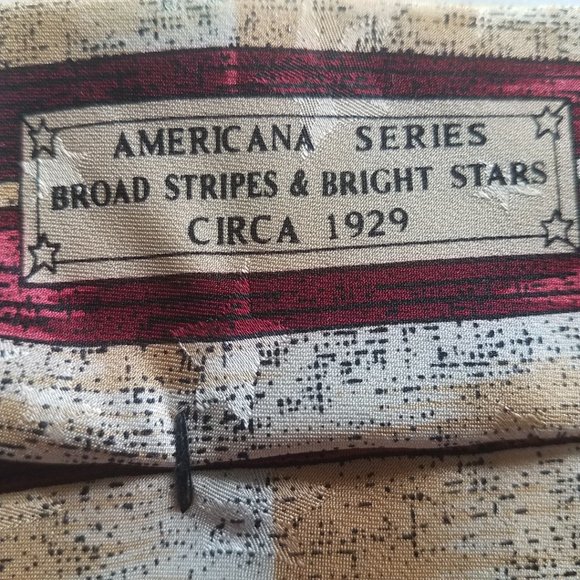 AMERICANA SERIES
BROAD STRIPES & BRIGHT STARS
CIRCA 1929